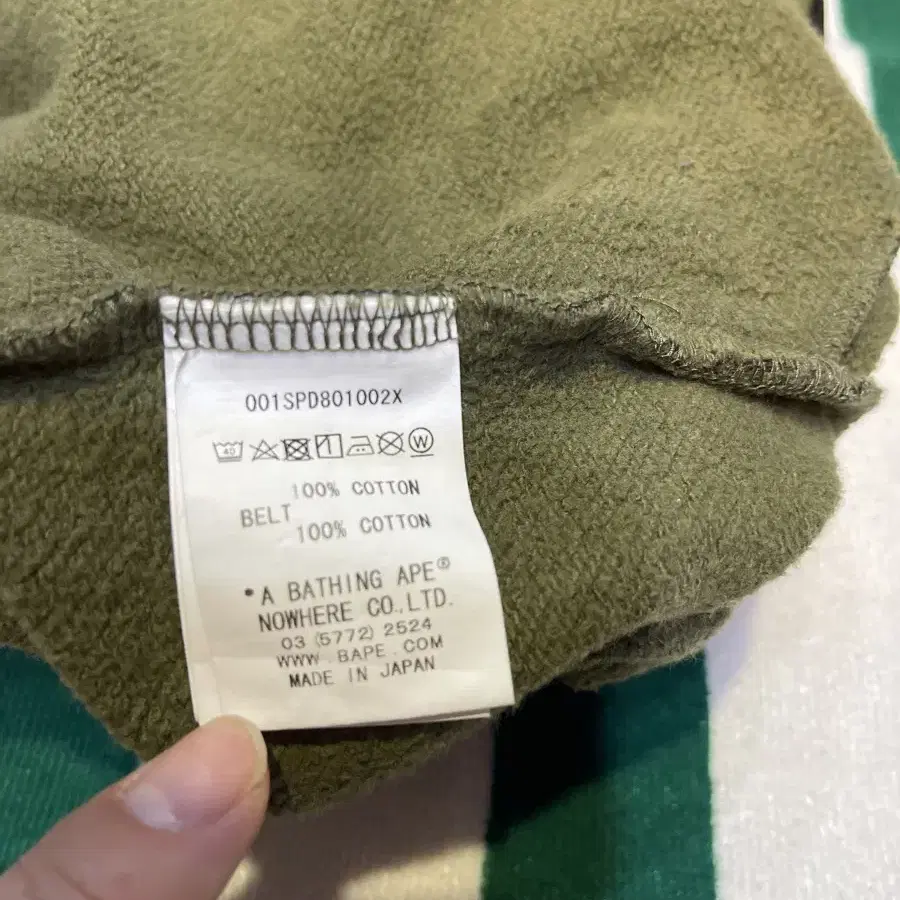 001SPD801002X
40 W
100% COTTON
BELT
100% COTTON
•A BATHING APE®
NOWHERE CO.,LTD.
03 (5772) 2524
WWW.BAPE.COM
MADE IN JAPAN